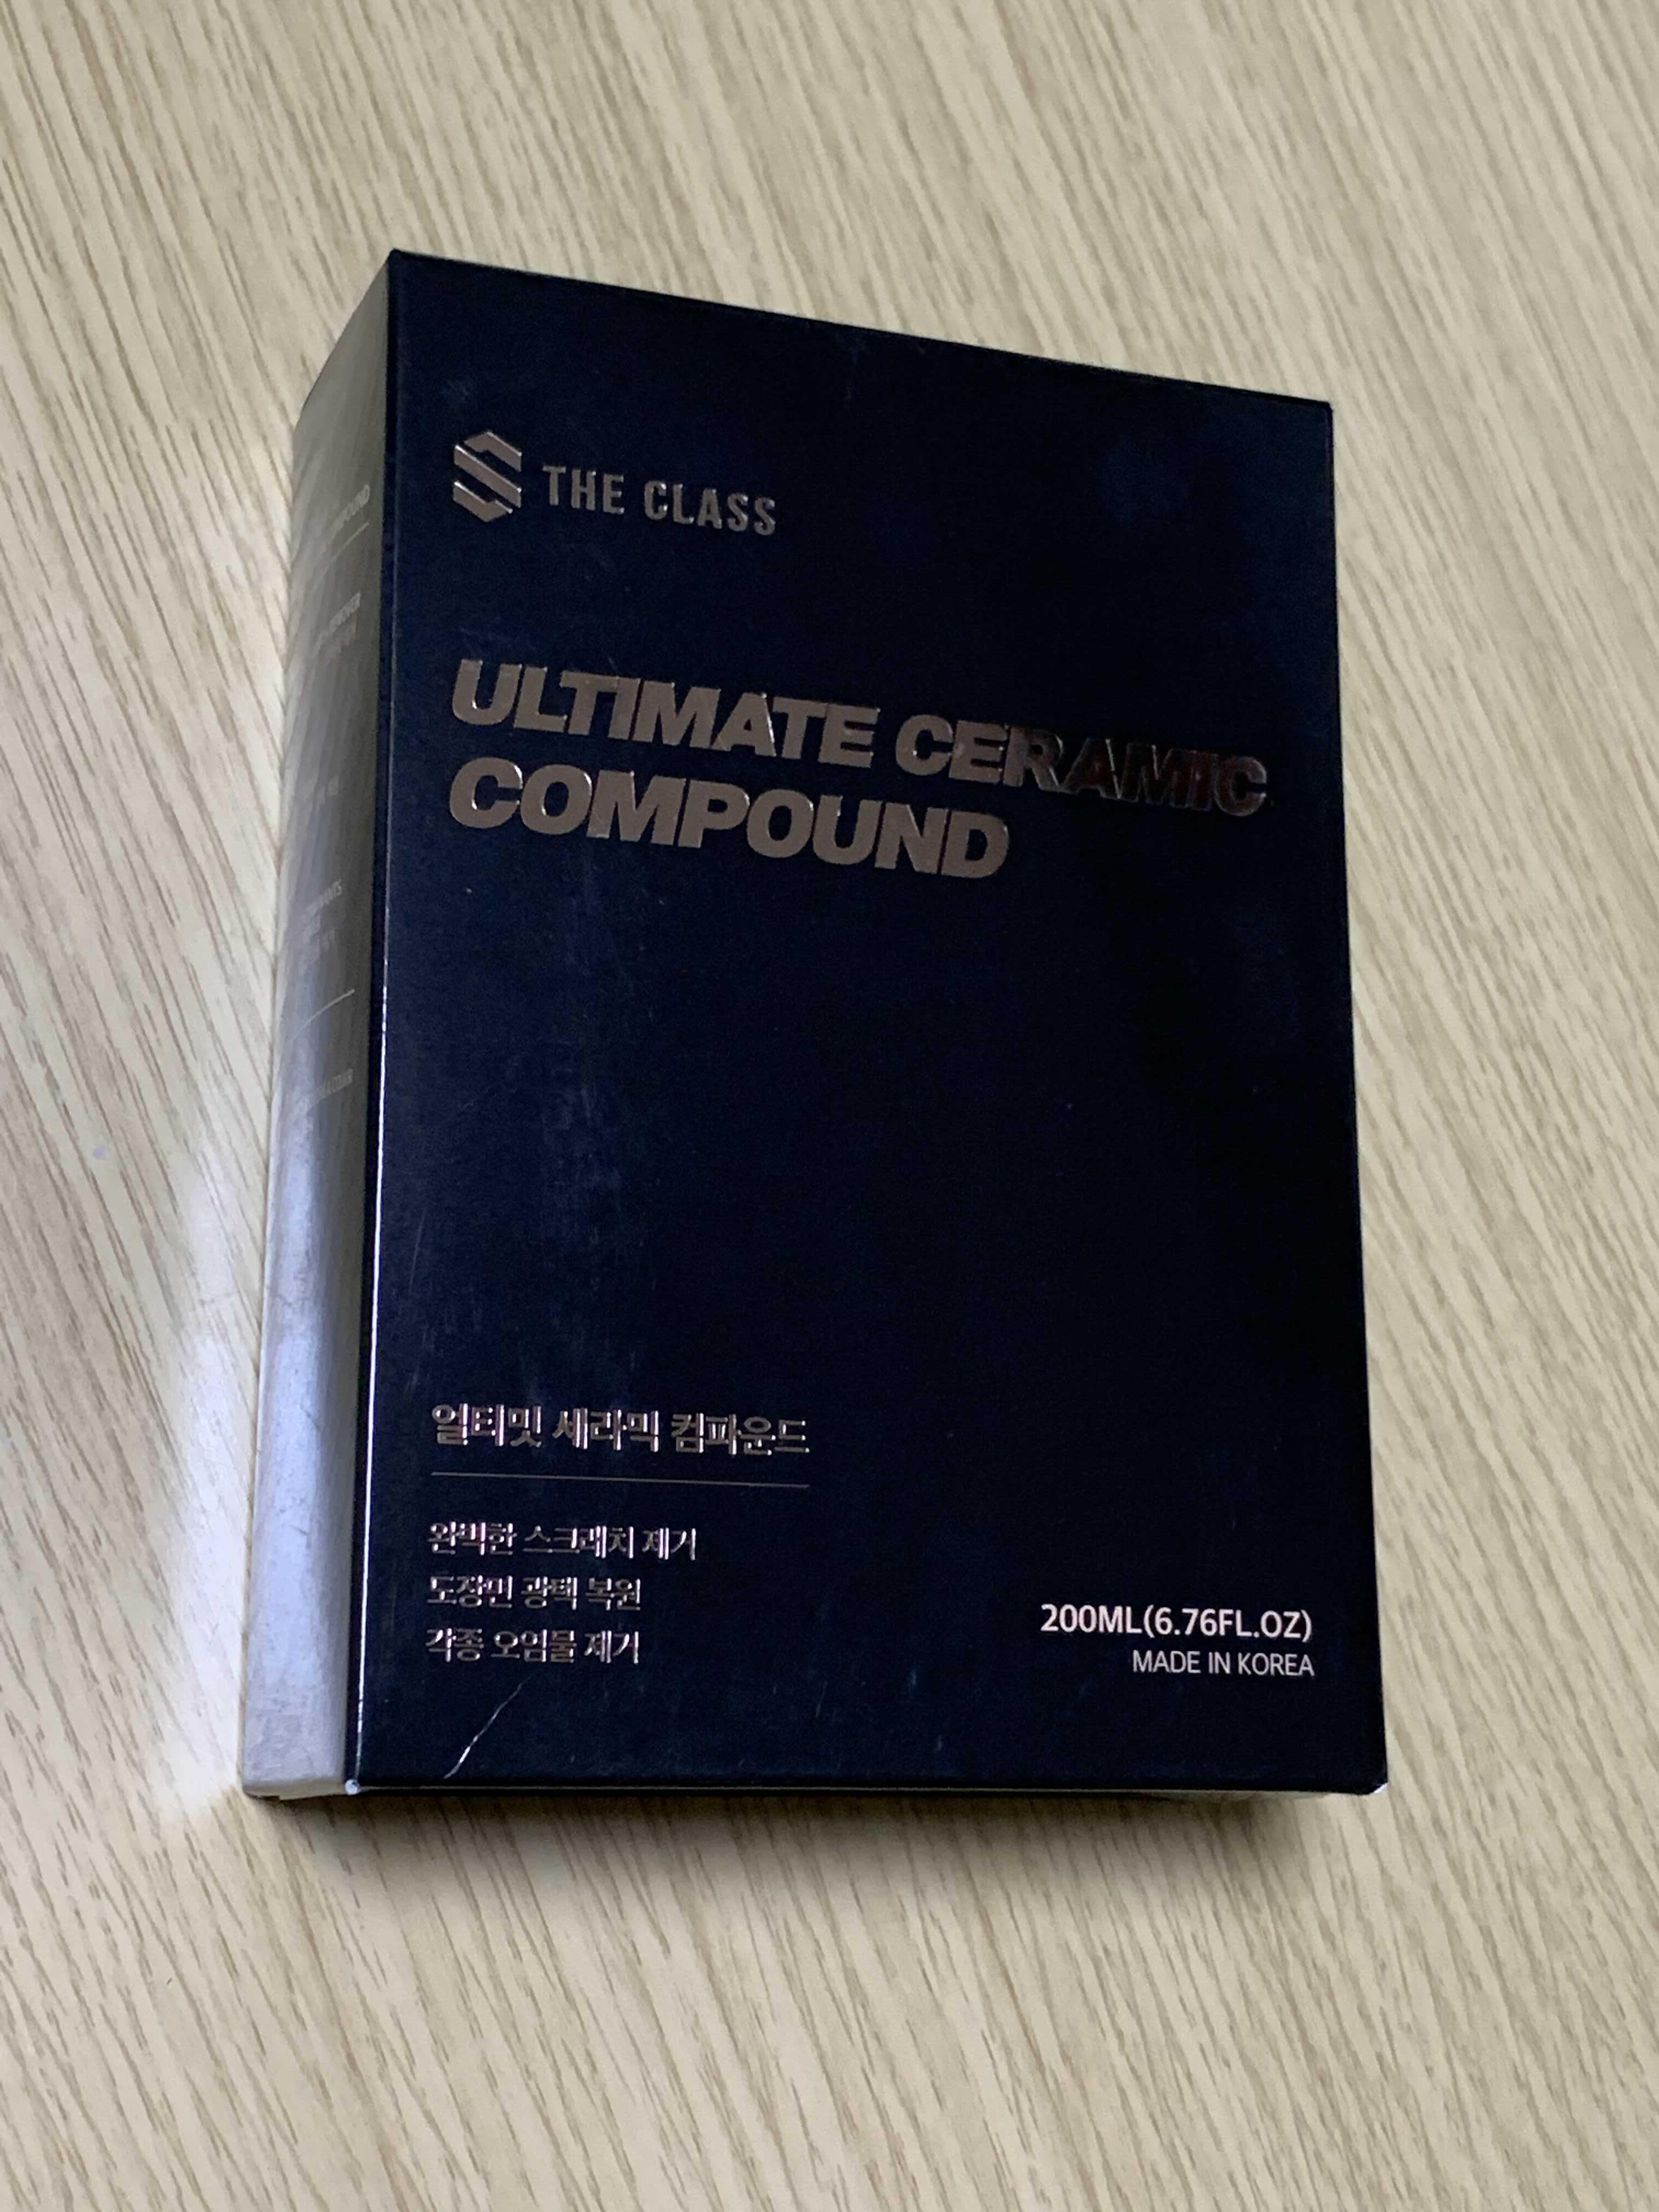 THE CLASS
ULTIMATE CERAMIC
COMPOUND
얼티밋 세라믹 컴파운드
완벽한 스크래치 제거
도장면 광택 복원
각종 오염물 제거
200ML(6.76FL.OZ)
MADE IN KOREA